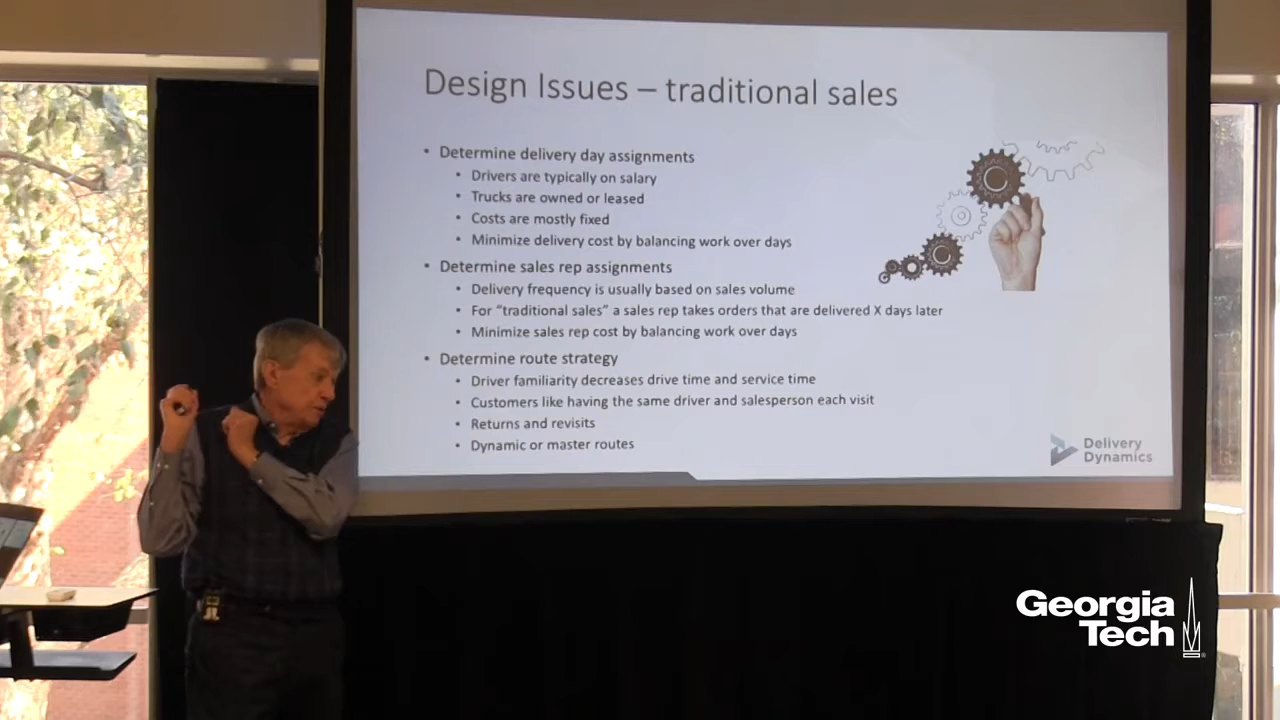 Design Issues – traditional sales
• Determine delivery day assignments
• Drivers are typically on salary
• Trucks are owned or leased
• Costs are mostly fixed
• Minimize delivery cost by balancing work over days
• Determine sales rep assignments
• Delivery frequency is usually based on sales volume
• For “traditional sales” a sales rep takes orders that are delivered X days later
• Minimize sales rep cost by balancing work over days
• Determine route strategy
• Driver familiarity decreases drive time and service time
• Customers like having the same driver and salesperson each visit
• Returns and revisits
• Dynamic or master routes
Delivery
Dynamics
Georgia
Tech